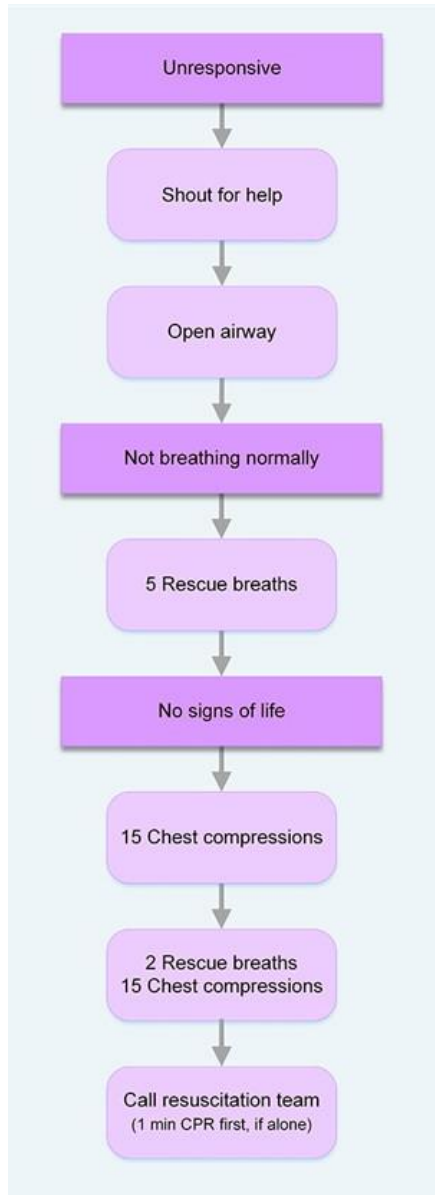 Unresponsive
Shout for help
Open airway
Not breathing normally
5 Rescue breaths
No signs of life
15 Chest compressions
2 Rescue breaths
15 Chest compressions
Call resuscitation team
(1 min CPR first, if alone)